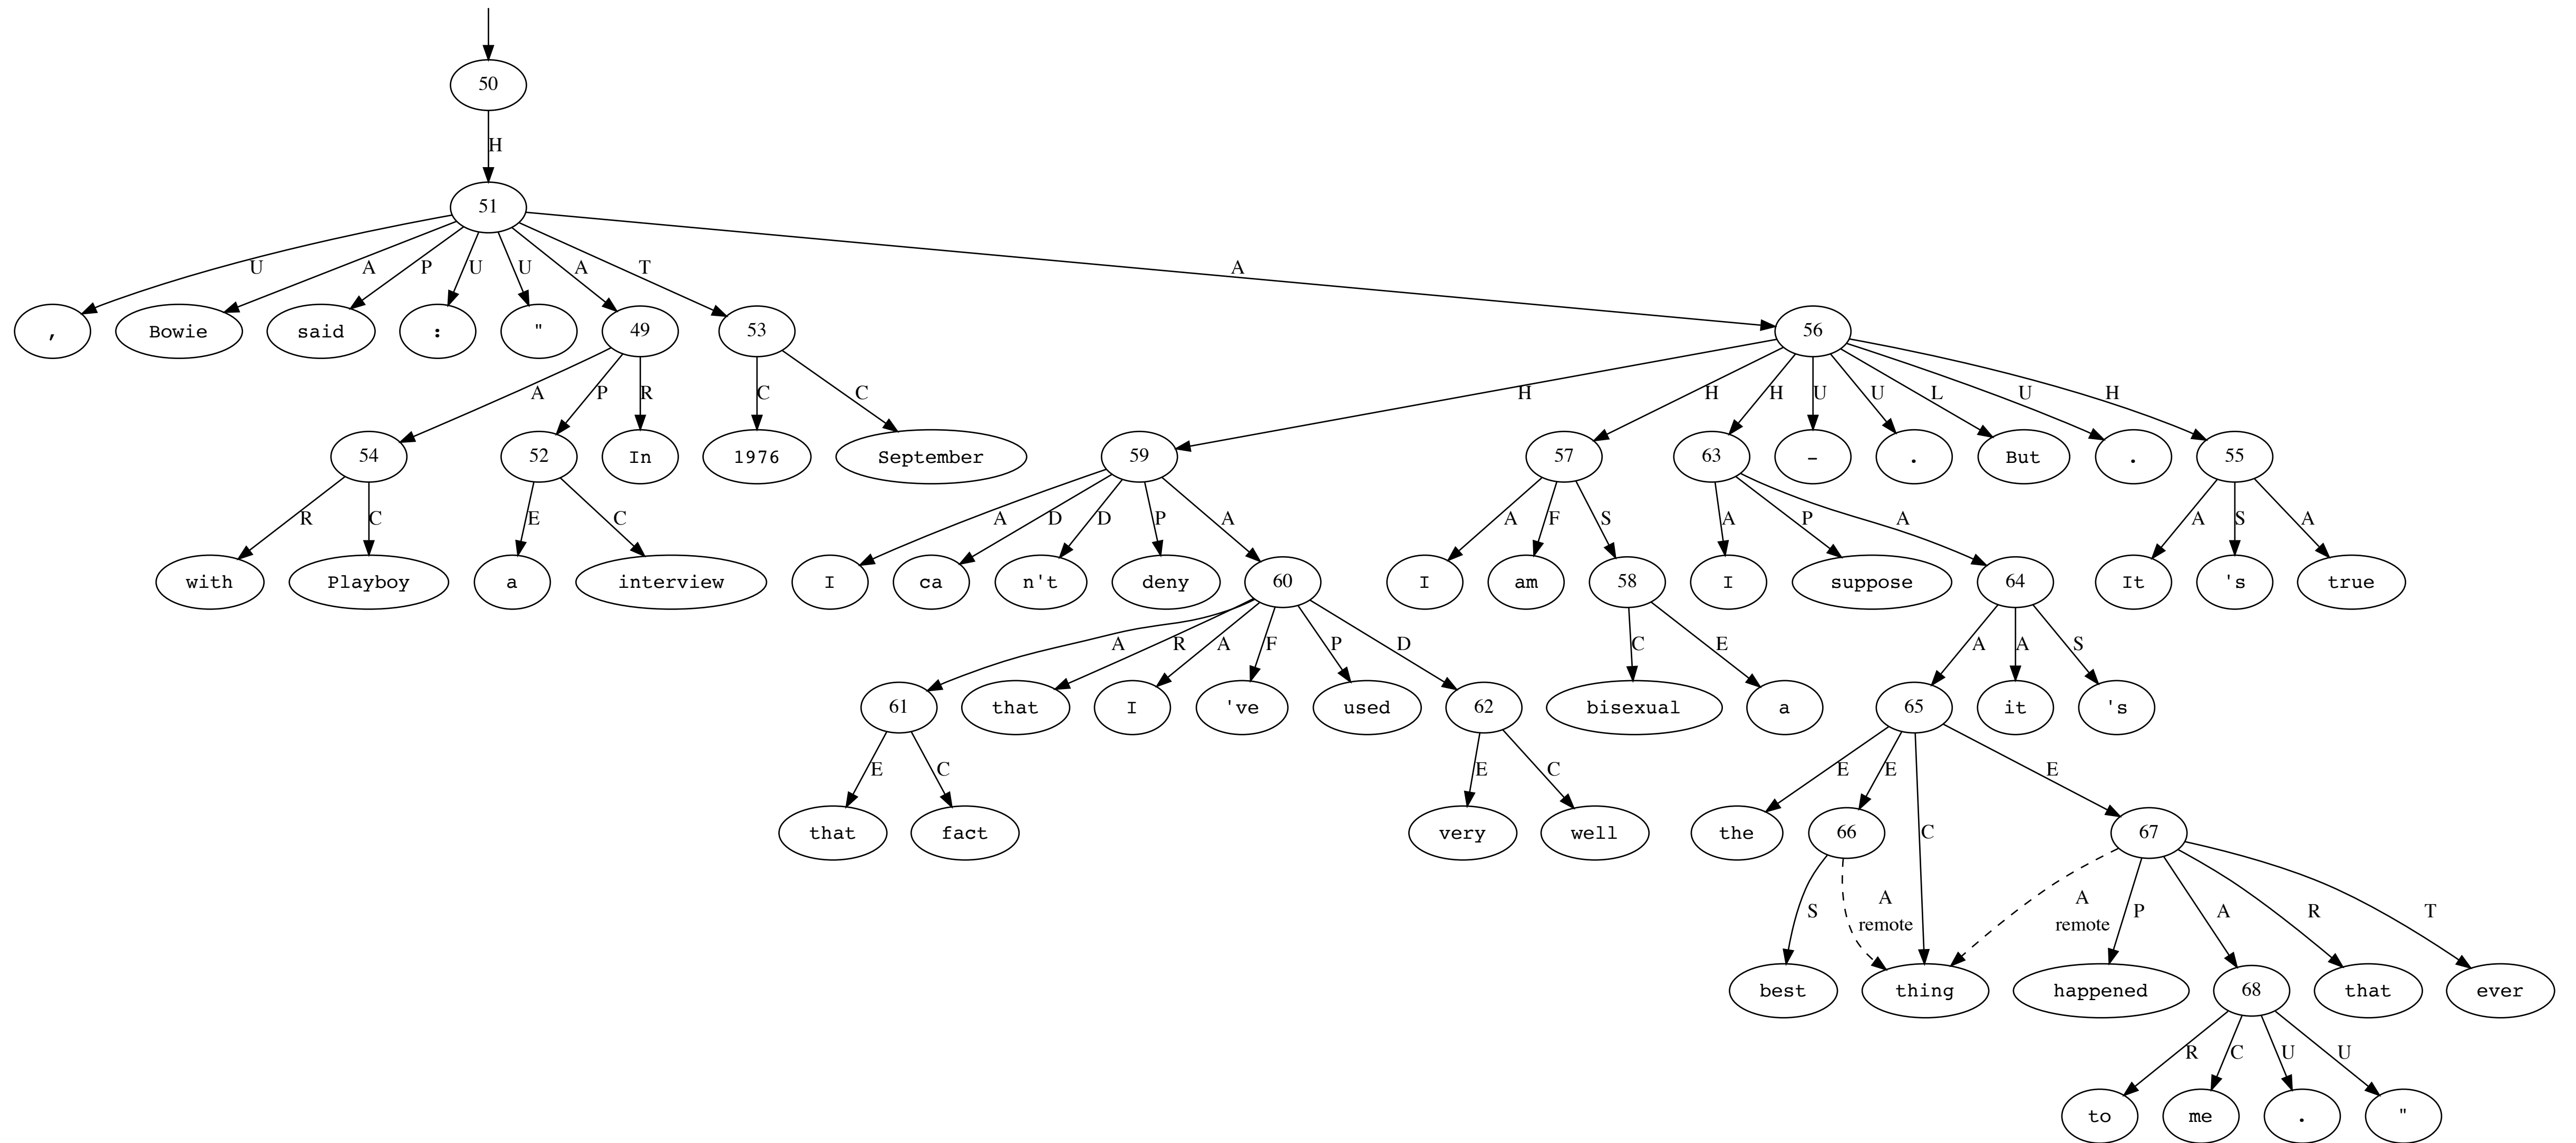 50
H
51
U A P U U A T A
, Bowie said : " 49 53 56
A P R C C H H H U U L U H
54 52 In 1976 September 59 57 63 - . But . 55
R C E C A D D P A A F S A P A A S A
with Playboy a interview I ca n't deny 60 I am 58 I suppose 64 It 's true
A R A F P D C E A A S
61 that I 've used 62 bisexual a 65 it 's
E C E C E E C E
that fact very well the 66 67
S A remote A remote P A R T
best thing happened 68 that ever
R C U U
to me . "